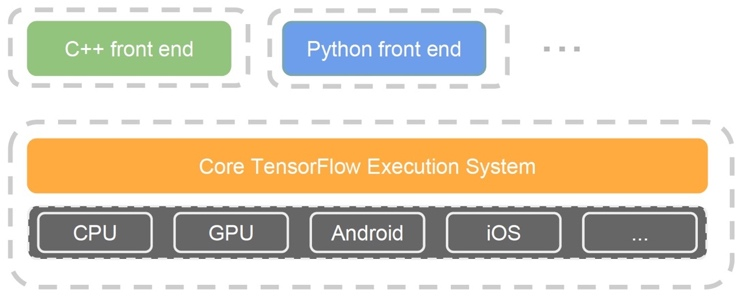 C++ front end
Python front end
...
Core TensorFlow Execution System
CPU
GPU
Android
iOS
...